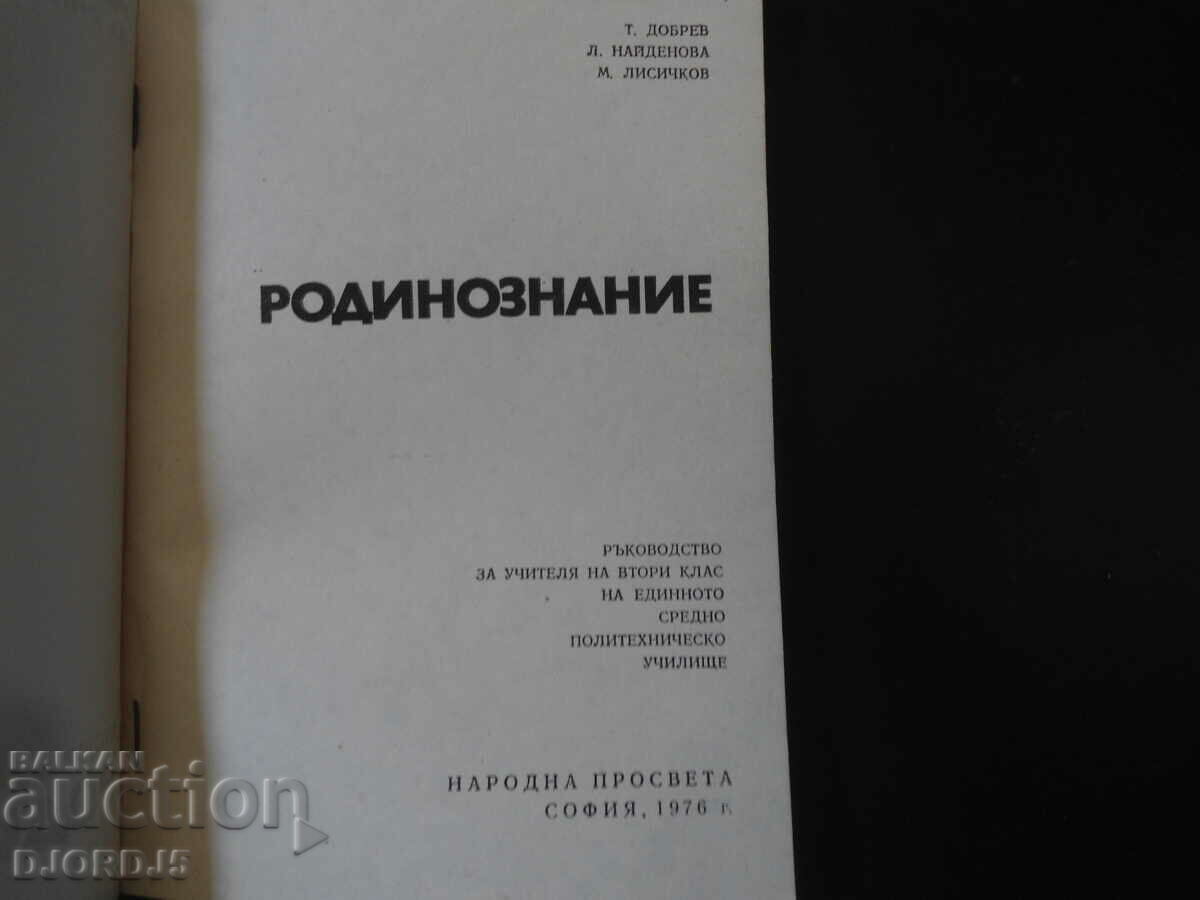 Т. ДОБРЕВ
Л. НАЙДЕНОВА
М. ЛИСИЧКОВ
РОДИНОЗНАНИЕ
РЪКОВОДСТВО
ЗА УЧИТЕЛЯ НА ВТОРИ КЛАС
НА ЕДИННОТО
СРЕДНО
ПОЛИТЕХНИЧЕСКО
УЧИЛИЩЕ
НАРОДНА ПРОСВЕТА
СОФИЯ, 1976 г.
BALKAN
auction
DJORDJ5